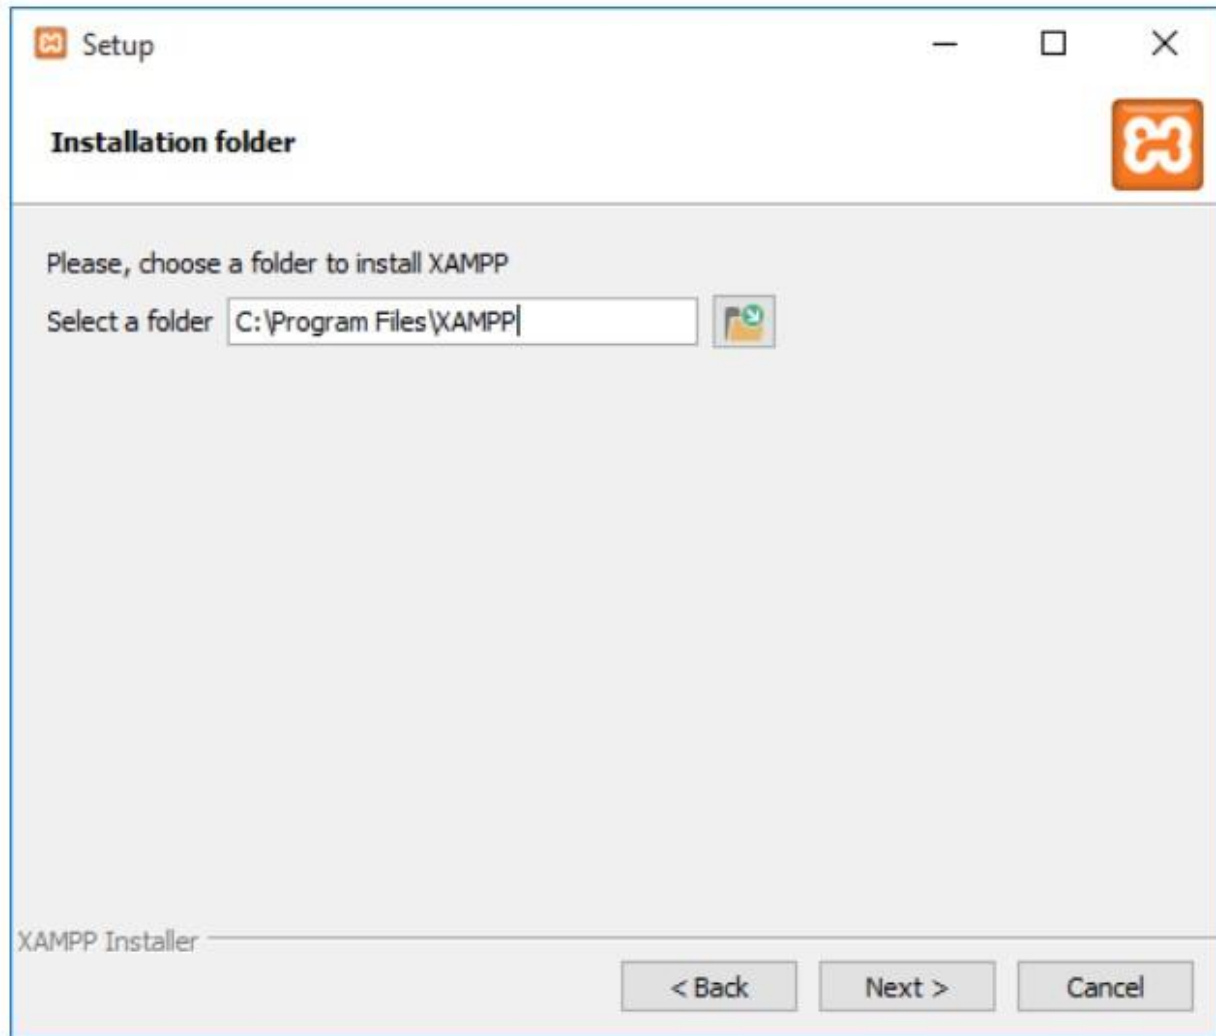 Setup
Installation folder
Please, choose a folder to install XAMPP
Select a folder C:\Program Files\XAMPP
XAMPP Installer
< Back Next > Cancel